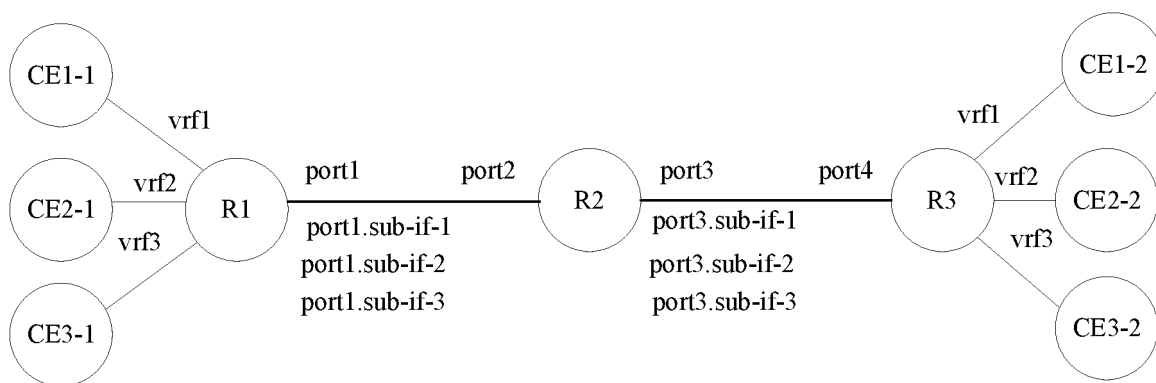 CE1-1
CE1-2
vrf1
vrf1
port1
port2
port3
port4
vrf2
vrf2
CE2-1
R1
R2
R3
CE2-2
vrf3
port1.sub-if-1
port3.sub-if-1
vrf3
port1.sub-if-2
port3.sub-if-2
port1.sub-if-3
port3.sub-if-3
CE3-1
CE3-2